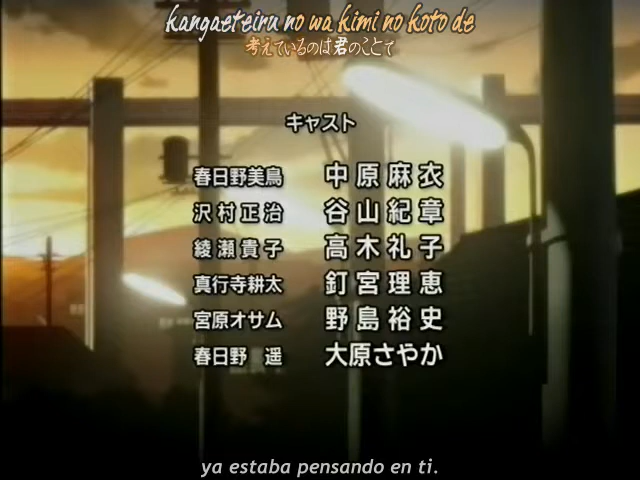 kangaeteiru no wa kimi no koto de
考えているのは君のことで
キャスト
春日野美鳥 中原麻衣
沢村正治 谷山紀章
綾瀬貴子 高木礼子
真行寺耕太 釘宮理恵
宮原オサム 野島裕史
春日野 遥 大原さやか
ya estaba pensando en ti.